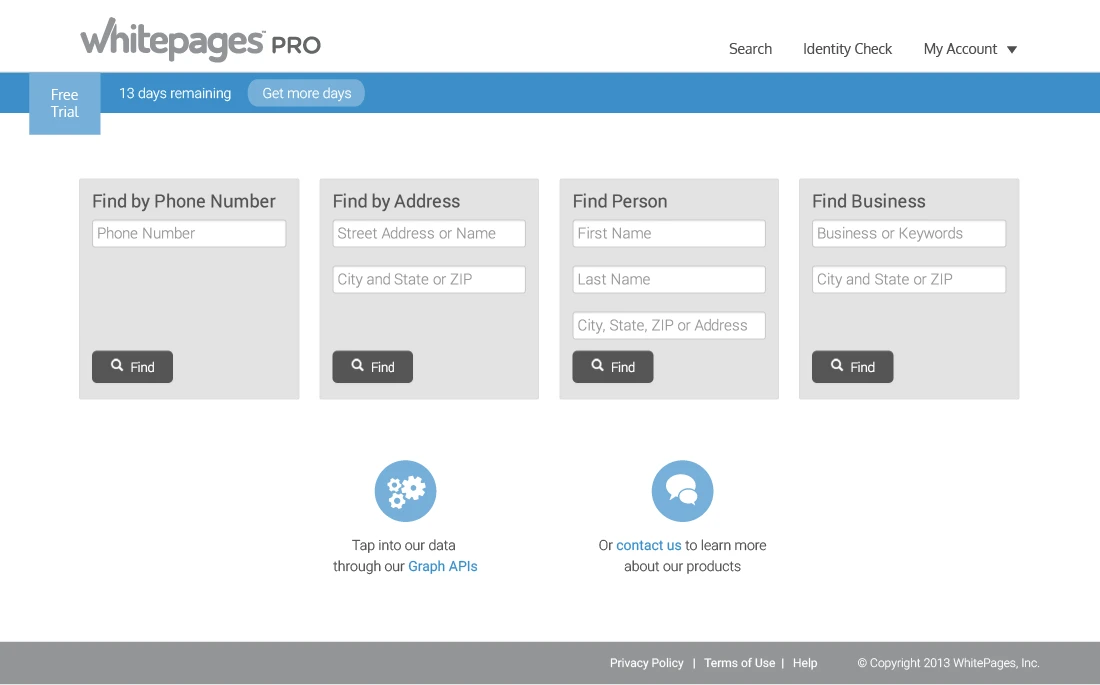 whitepages™ PRO
Search Identity Check My Account
Free
Trial
13 days remaining Get more days
Find by Phone Number
Phone Number
Find
Find by Address
Street Address or Name
City and State or ZIP
Find
Find Person
First Name
Last Name
City, State, ZIP or Address
Find
Find Business
Business or Keywords
City and State or ZIP
Find
Tap into our data
through our Graph APIs
Or contact us to learn more
about our products
Privacy Policy | Terms of Use | Help © Copyright 2013 WhitePages, Inc.